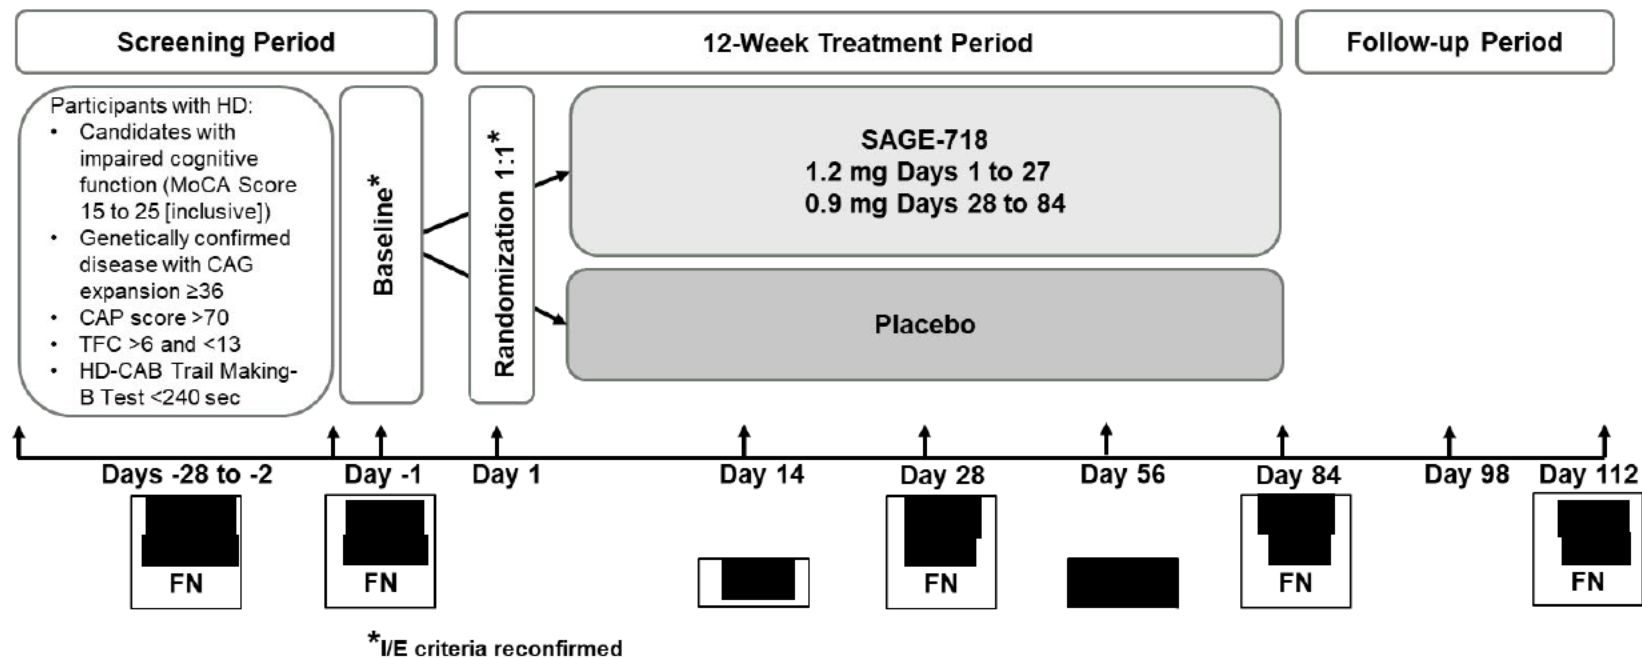 Screening Period
12-Week Treatment Period
Follow-up Period
Participants with HD:
• Candidates with
impaired cognitive
function (MoCA Score
15 to 25 [inclusive])
• Genetically confirmed
disease with CAG
expansion ≥36
• CAP score >70
• TFC >6 and <13
• HD-CAB Trail Making-
B Test <240 sec
Baseline*
Randomization 1:1*
SAGE-718
1.2 mg Days 1 to 27
0.9 mg Days 28 to 84
Placebo
Days -28 to -2
Day -1
Day 1
Day 14
Day 28
Day 56
Day 84
Day 98
Day 112
FN
FN
FN
FN
FN
*I/E criteria reconfirmed